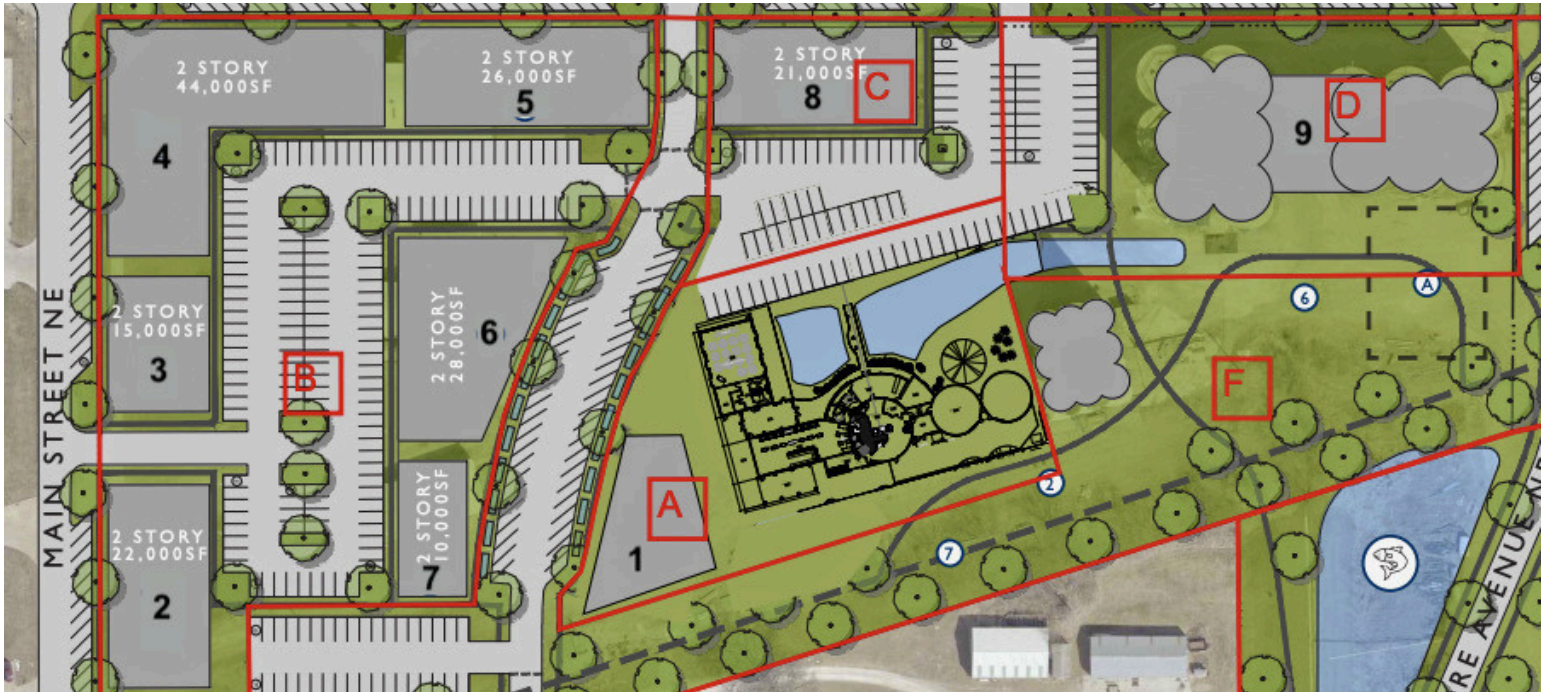 2 STORY
44,000SF
4
2 STORY
26,000SF
5
2 STORY
21,000SF
8
C
D
9
2 STORY
15,000SF
3
B
2 STORY
28,000SF
6
6
A
F
MAIN STREET NE
2 STORY
22,000SF
2
2 STORY
10,000SF
7
1
A
2
7
RE AVENUE NE